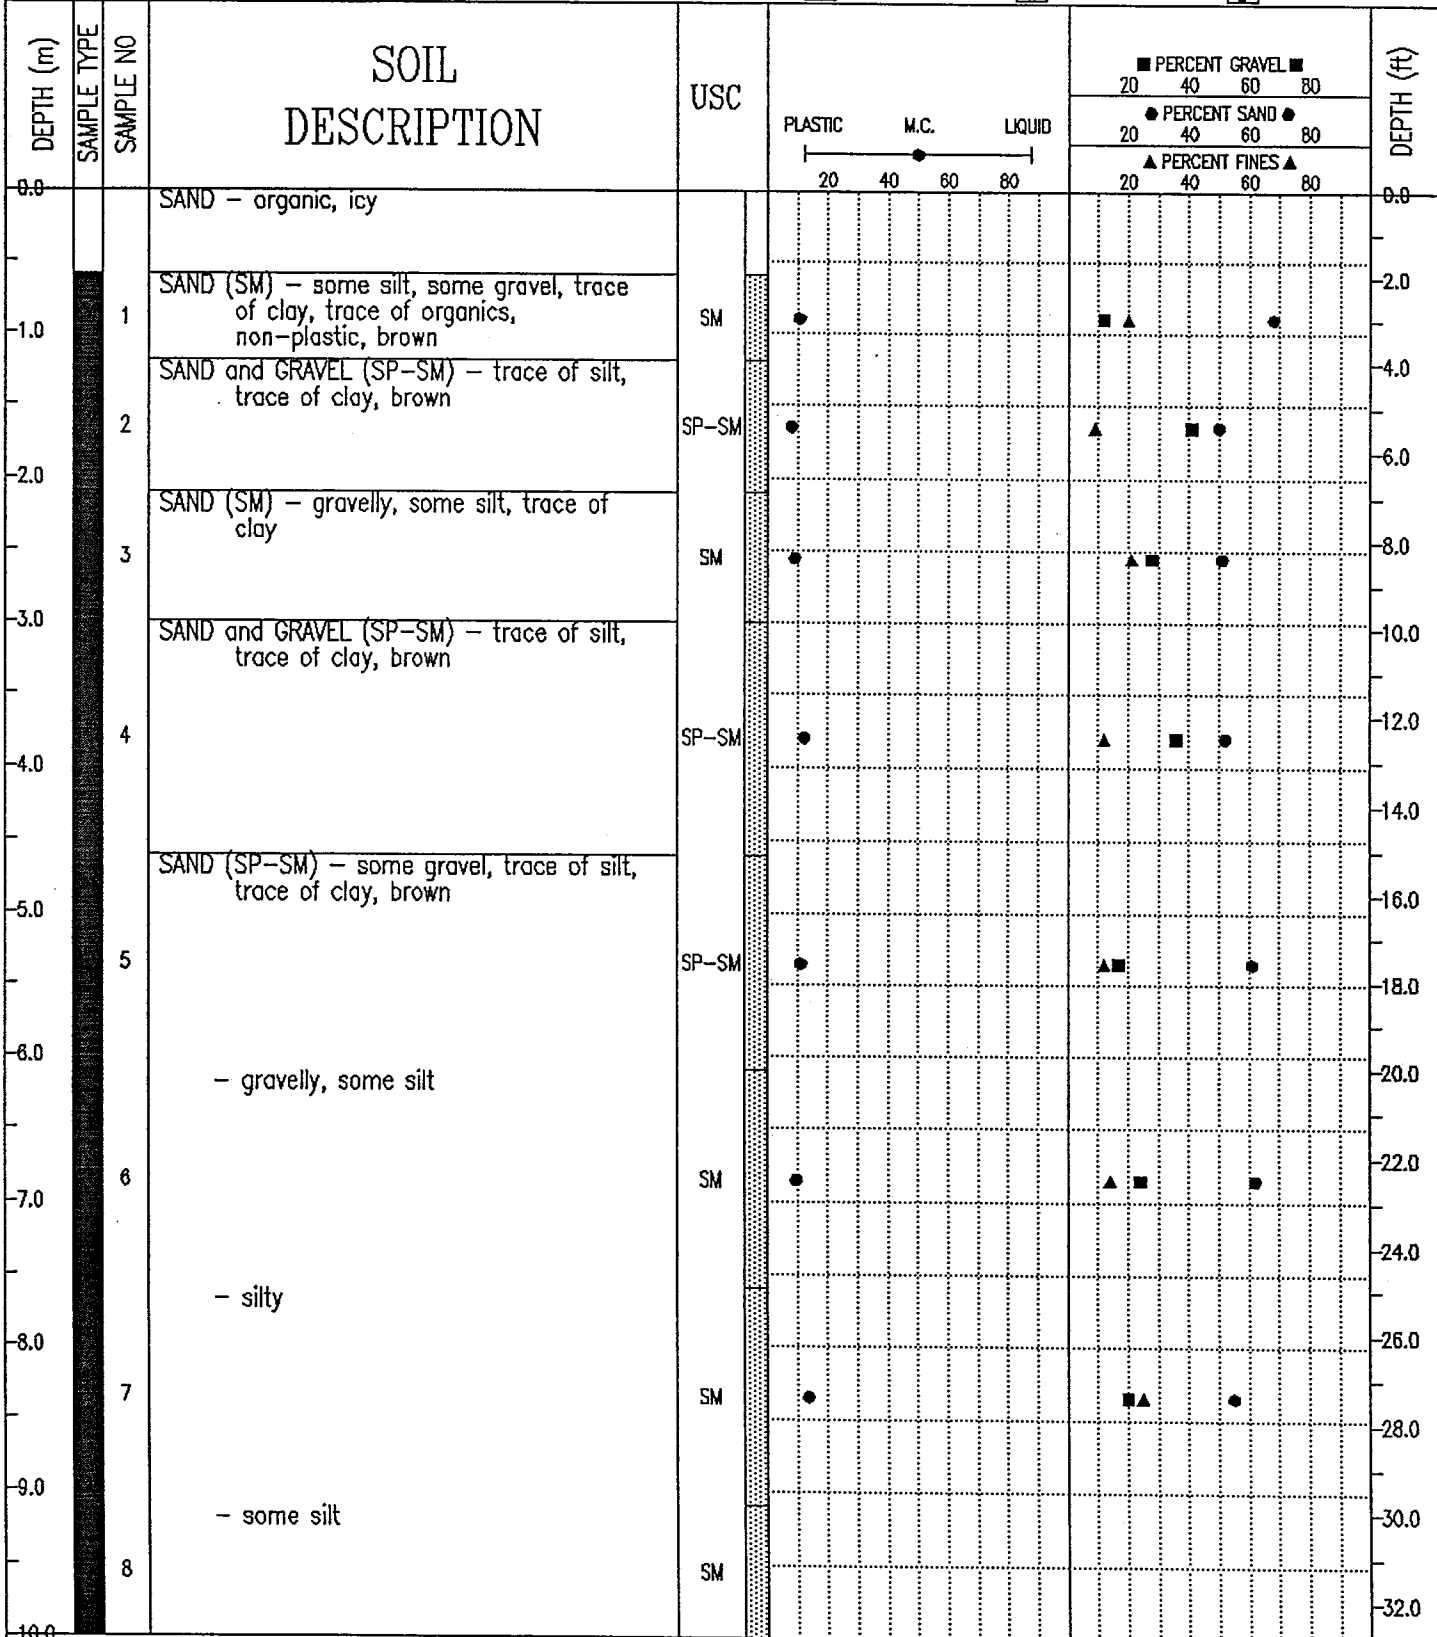 DEPTH (m)
SAMPLE TYPE
SAMPLE NO
SOIL
DESCRIPTION
USC
PLASTIC M.C. LIQUID
20 40 60 80
■ PERCENT GRAVEL ■
20 40 60 80
● PERCENT SAND ●
20 40 60 80
▲ PERCENT FINES ▲
20 40 60 80
DEPTH (ft)
0.0
0.0
SAND – organic, icy
2.0
SAND (SM) – some silt, some gravel, trace
of clay, trace of organics,
non-plastic, brown
1
SM
1.0
4.0
SAND and GRAVEL (SP-SM) – trace of silt,
trace of clay, brown
2
SP-SM
6.0
2.0
SAND (SM) – gravelly, some silt, trace of
clay
3
SM
8.0
3.0
SAND and GRAVEL (SP-SM) – trace of silt,
trace of clay, brown
10.0
4
SP-SM
12.0
4.0
14.0
SAND (SP-SM) – some gravel, trace of silt,
trace of clay, brown
16.0
5.0
5
SP-SM
18.0
6.0
– gravelly, some silt
20.0
6
SM
22.0
7.0
24.0
– silty
8.0
26.0
7
SM
28.0
9.0
– some silt
30.0
8
SM
32.0
10.0